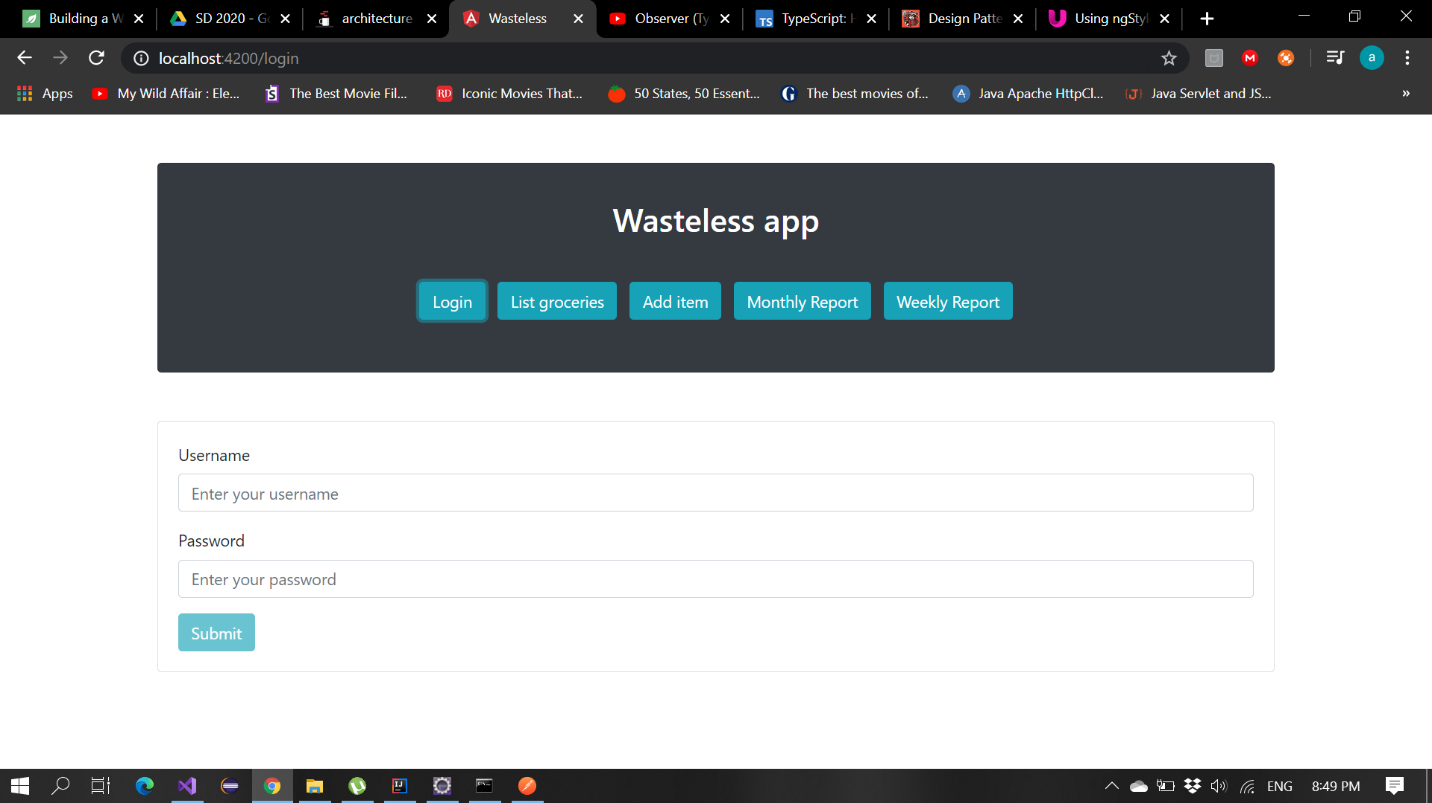 Building a W
SD 2020 - Go
architecture
Wasteless
Observer (Ty
TypeScript: H
Design Patte
Using ngStyl
localhost:4200/login
a
Apps
My Wild Affair : Ele...
The Best Movie Fil...
Iconic Movies That...
50 States, 50 Essent...
The best movies of...
Java Apache HttpCl...
Java Servlet and JS...
»
Wasteless app
Login List groceries Add item Monthly Report Weekly Report
Username
Enter your username
Password
Enter your password
Submit
ENG 8:49 PM